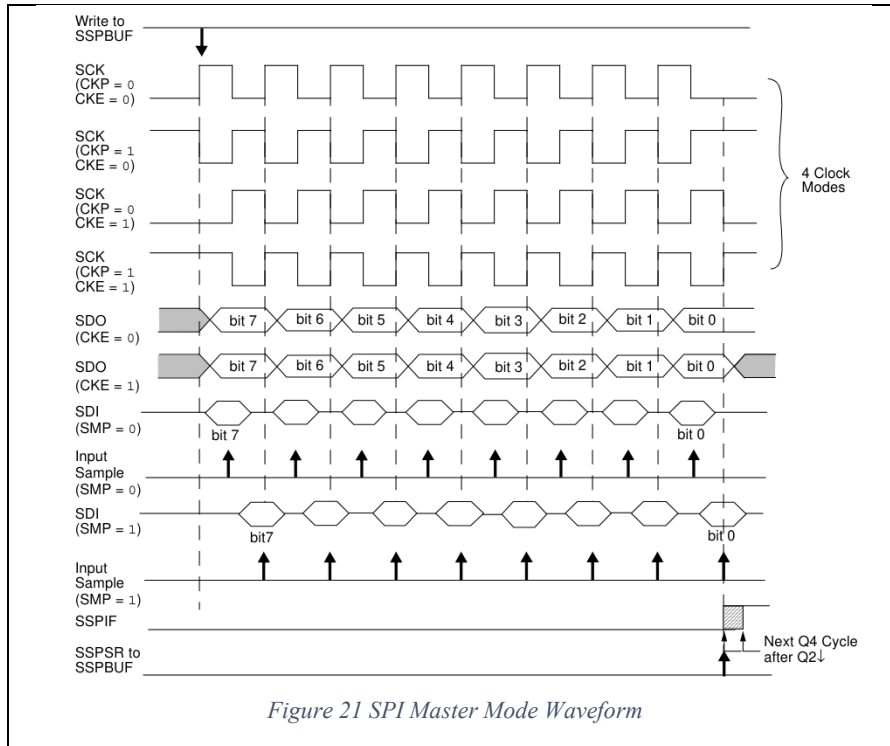 Write to
SSPBUF
SCK
(CKP = 0
CKE = 0)
SCK
(CKP = 1
CKE = 0)
4 Clock
Modes
SCK
(CKP = 0
CKE = 1)
SCK
(CKP = 1
CKE = 1)
SDO
(CKE = 0)
bit 7 bit 6 bit 5 bit 4 bit 3 bit 2 bit 1 bit 0
SDO
(CKE = 1)
bit 7 bit 6 bit 5 bit 4 bit 3 bit 2 bit 1 bit 0
SDI
(SMP = 0)
bit 7 bit 0
Input
Sample
(SMP = 0)
SDI
(SMP = 1)
bit7 bit 0
Input
Sample
(SMP = 1)
SSPIF
Next Q4 Cycle
after Q2↓
SSPSR to
SSPBUF
Figure 21 SPI Master Mode Waveform